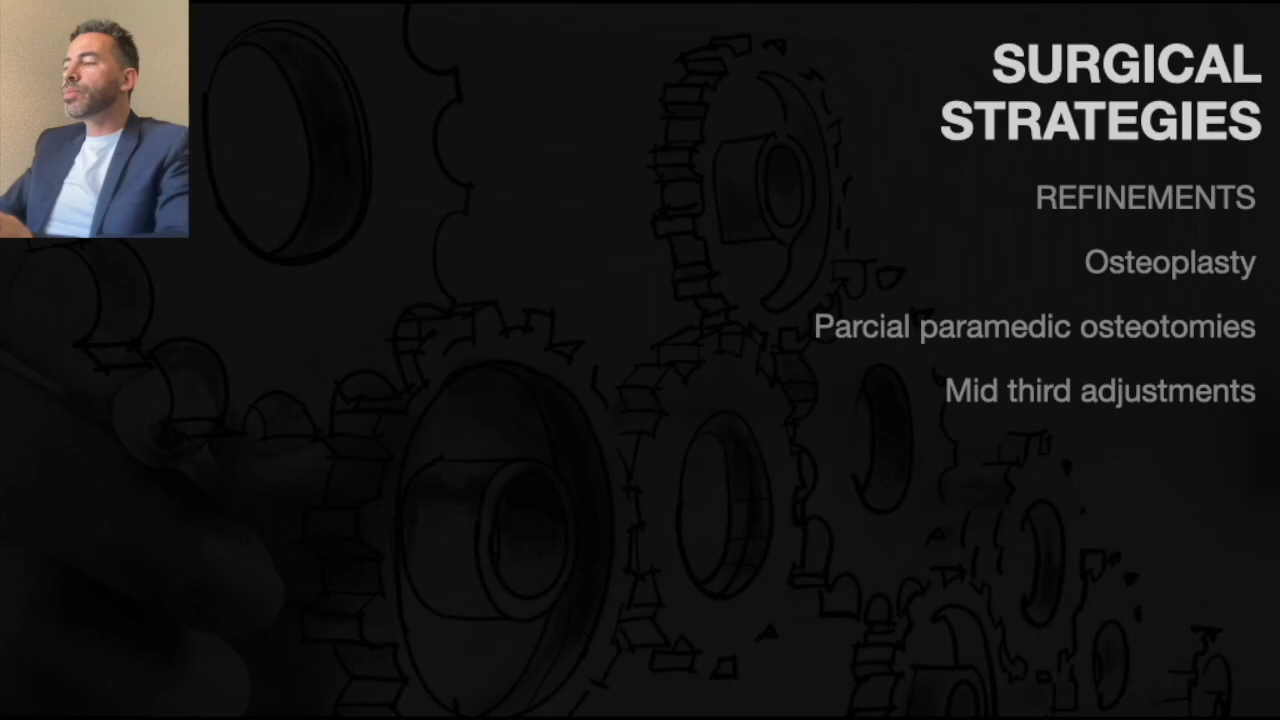 SURGICAL
STRATEGIES
REFINEMENTS
Osteoplasty
Parcial paramedic osteotomies
Mid third adjustments